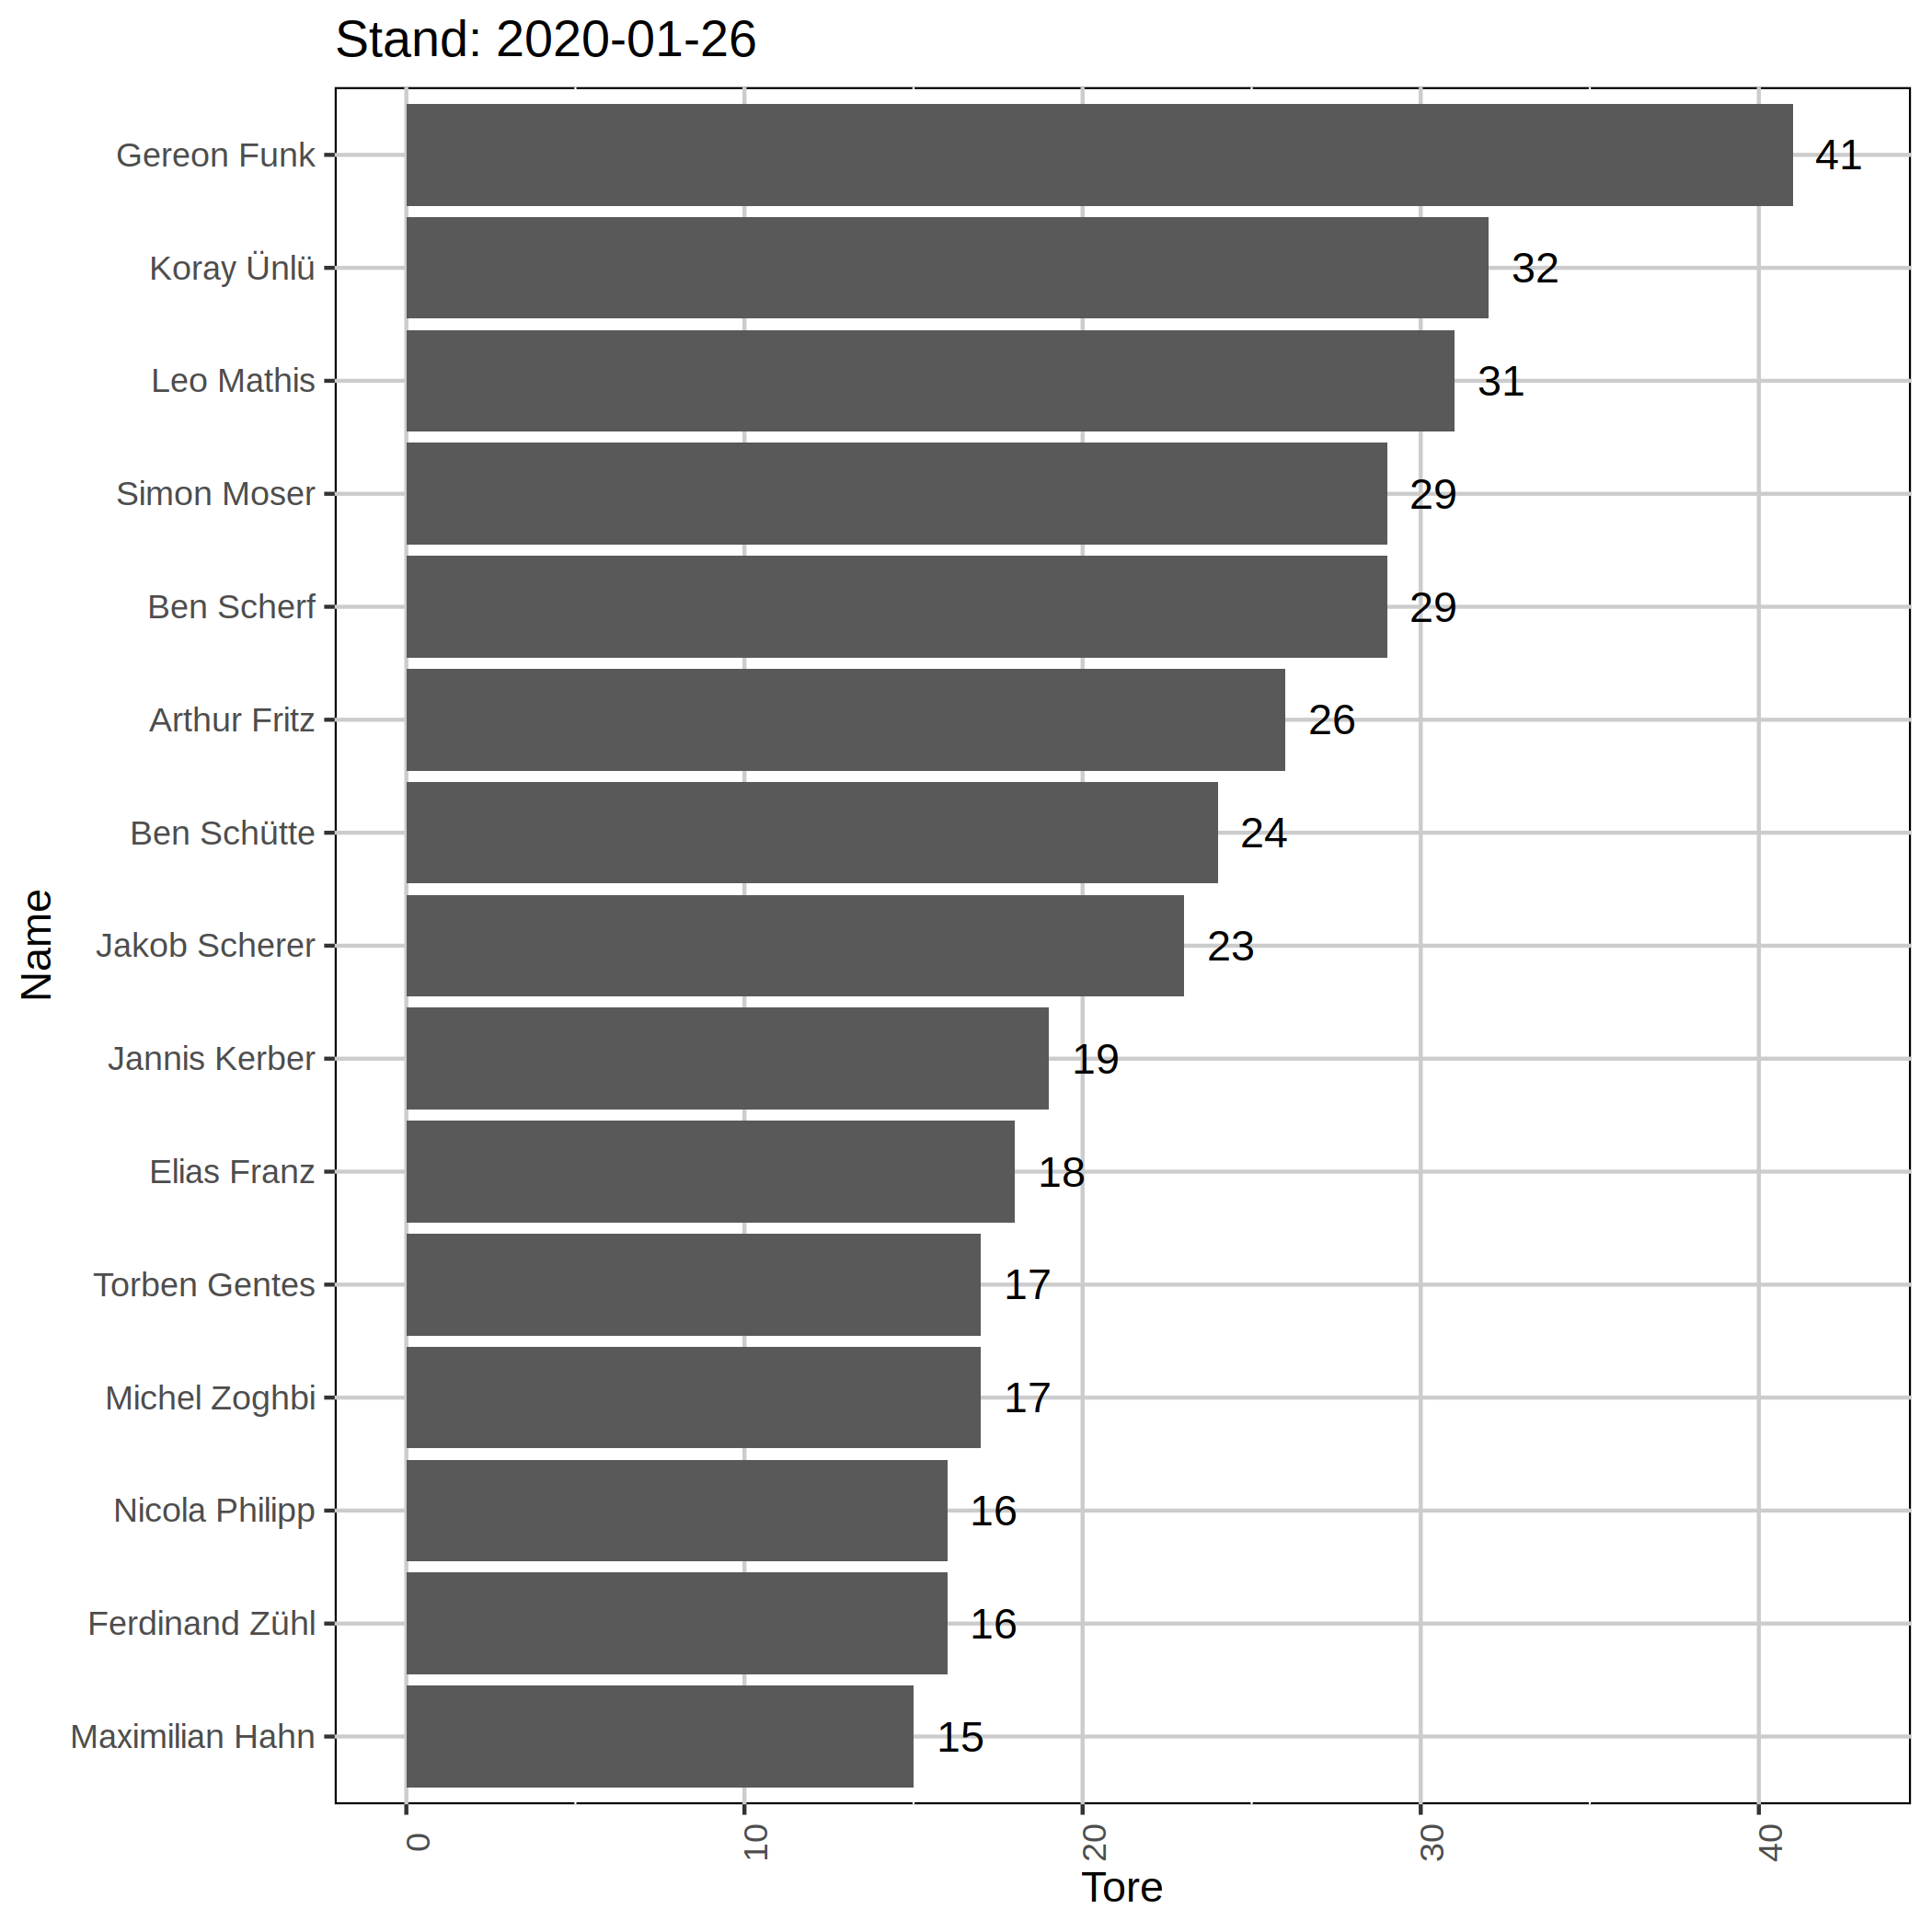 Stand: 2020-01-26
Name
Gereon Funk 41
Koray Ünlü 32
Leo Mathis 31
Simon Moser 29
Ben Scherf 29
Arthur Fritz 26
Ben Schütte 24
Jakob Scherer 23
Jannis Kerber 19
Elias Franz 18
Torben Gentes 17
Michel Zoghbi 17
Nicola Philipp 16
Ferdinand Zühl 16
Maximilian Hahn 15
0 10 20 30 40
Tore